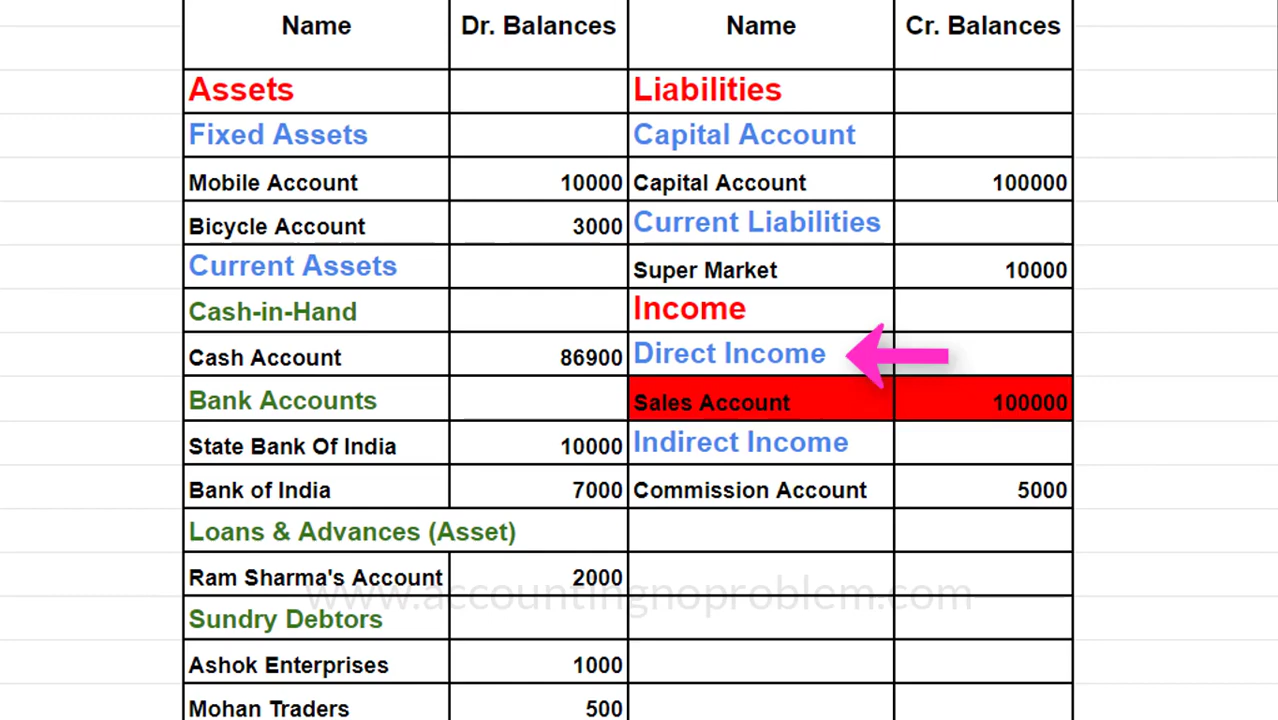 Name Dr. Balances Name Cr. Balances
Assets Liabilities
Fixed Assets Capital Account
Mobile Account 10000 Capital Account 100000
Bicycle Account 3000 Current Liabilities
Current Assets Super Market 10000
Cash-in-Hand Income
Cash Account 86900 Direct Income
Bank Accounts Sales Account 100000
State Bank Of India 10000 Indirect Income
Bank of India 7000 Commission Account 5000
Loans & Advances (Asset)
Ram Sharma's Account 2000
www.accountingnoproblem.com
Sundry Debtors
Ashok Enterprises 1000
Mohan Traders 500